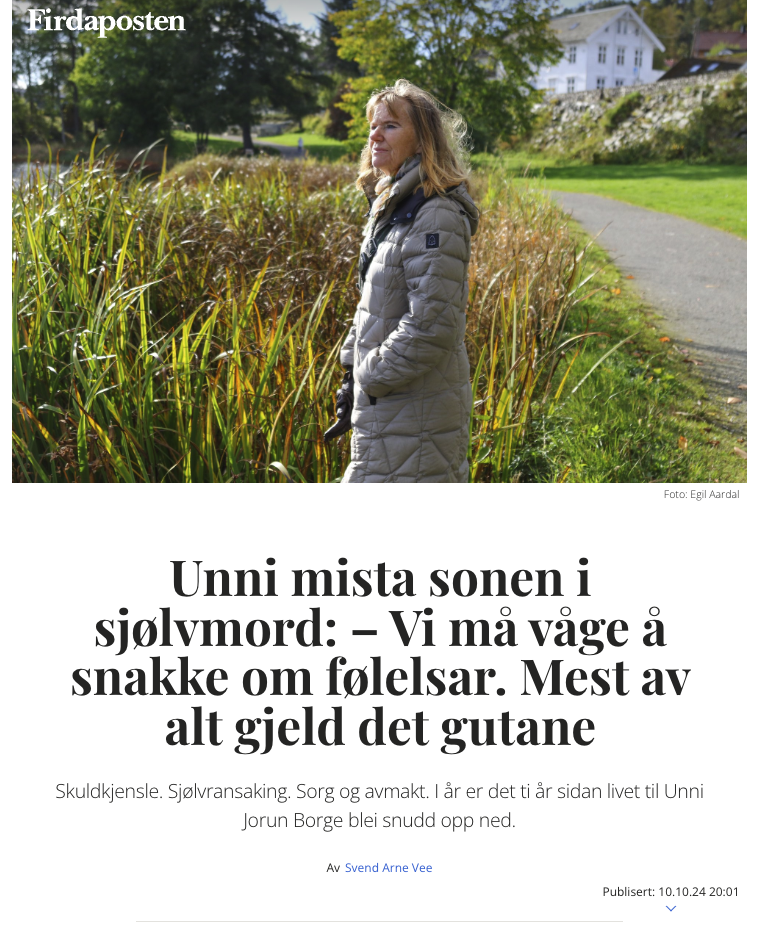 Firdaposten
Foto: Egil Aardal
Unni mista sonen i
sjølvmord: – Vi må våge å
snakke om følelsar. Mest av
alt gjeld det gutane
Skuldkjensle. Sjølvransaking. Sorg og avmakt. I år er det ti år sidan livet til Unni
Jorun Borge blei snudd opp ned.
Av Svend Arne Vee
Publisert: 10.10.24 20:01